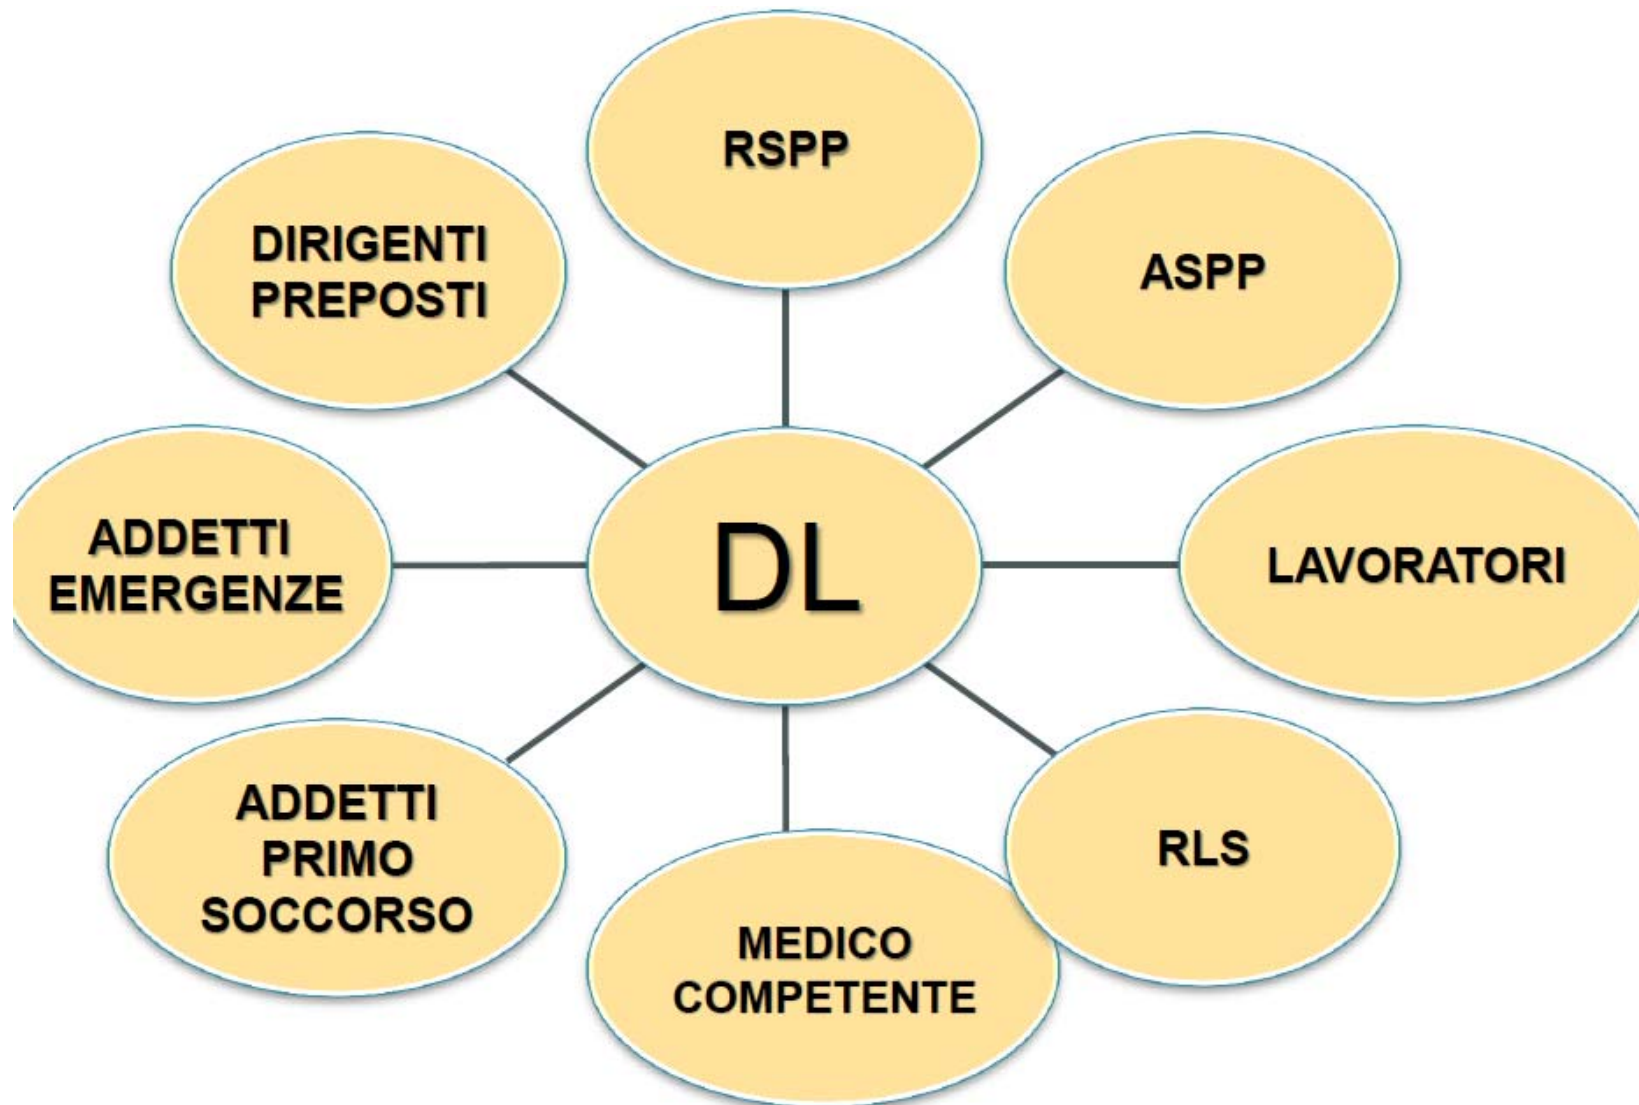 RSPP
DIRIGENTI
PREPOSTI
ASPP
ADDETTI
EMERGENZE
DL
LAVORATORI
ADDETTI
PRIMO
SOCCORSO
RLS
MEDICO
COMPETENTE